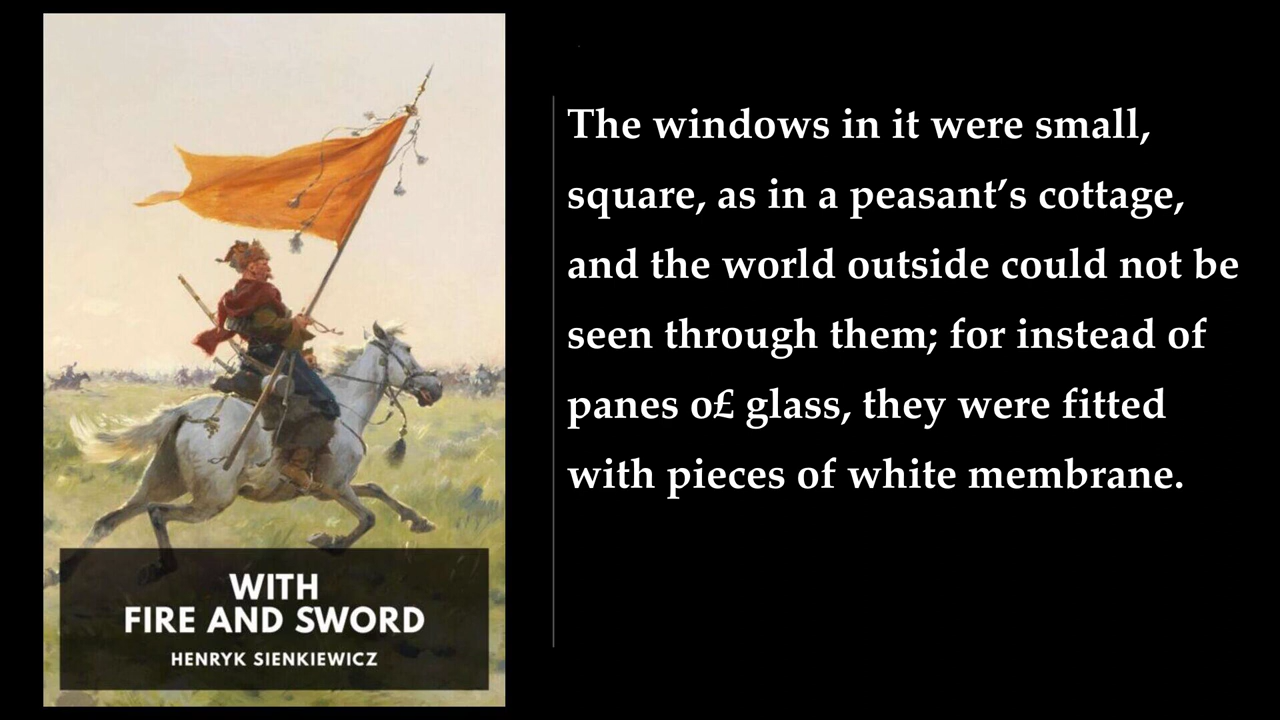 The windows in it were small,
square, as in a peasant’s cottage,
and the world outside could not be
seen through them; for instead of
panes o£ glass, they were fitted
with pieces of white membrane.
WITH
FIRE AND SWORD
HENRYK SIENKIEWICZ